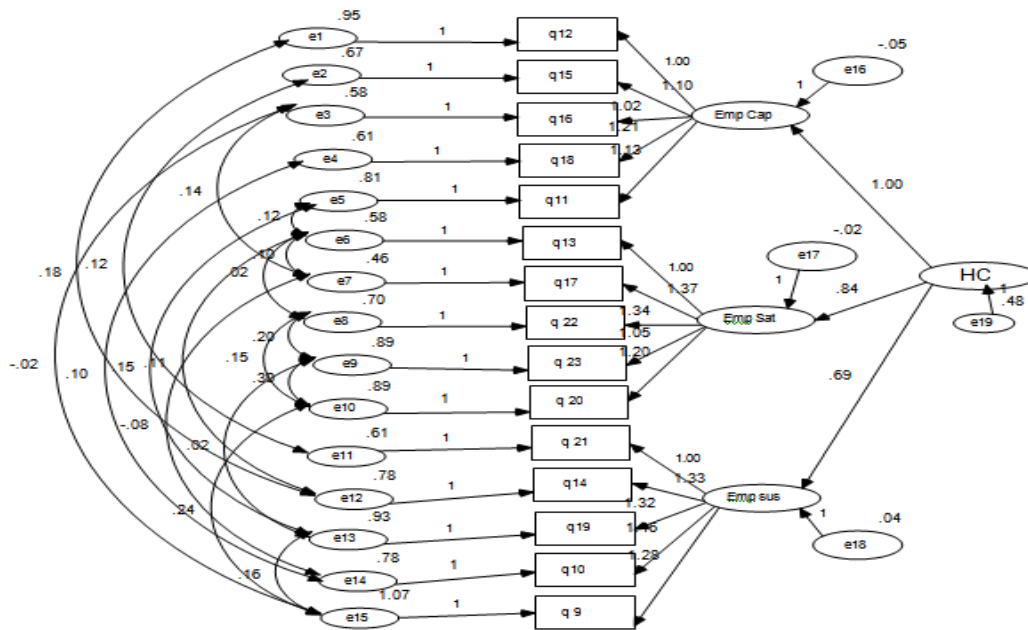 .95
e1 1 q12
.67
e2 1 q15
.58
e3 1 q16
.61
e4 1 q18
.81
e5 1 q11
.58
e6 1 q13
.46
e7 1 q17
.70
e8 1 q 22
.89
e9 1 q 23
.89
e10 1 q 20
.61
e11 1 q 21
.78
e12 1 q14
.93
e13 1 q19
.78
e14 1 q10
1.07
e15 1 q 9
1.00
1.10
1.02
1.21
1.13
Emp Cap
1
e16
-.05
1.00
1.37
1.34
1.05
1.20
Emp Sat
1
e17
-.02
1.00
1.33
1.32
1.28
Emp sus
1
e18
.04
1.00
.84
.69
HC
1
.48
e19
.14
.12
.10
.02
.18
.12
.20
.15
-.02
.10
.15
.11
-.08
.02
.24
.16